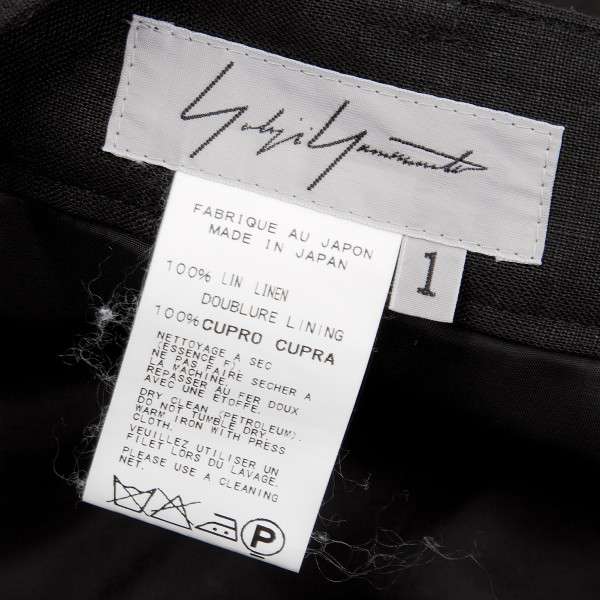 Yohji Yamamoto
1
FABRIQUE AU JAPON
MADE IN JAPAN
100% LIN LINEN
DOUBLURE LINING
100% CUPRO CUPRA
NETTOYAGE A SEC
(ESSENCE F).
NE PAS FAIRE SECHER A
LA MACHINE.
REPASSER AU FER DOUX
AVEC UNE ETOFFE.
DRY CLEAN (PETROLEUM).
DO NOT TUMBLE DRY.
WARM IRON WITH PRESS
CLOTH.
VEUILLEZ UTILISER UN
FILET LORS DU LAVAGE.
PLEASE USE A CLEANING
NET.
P